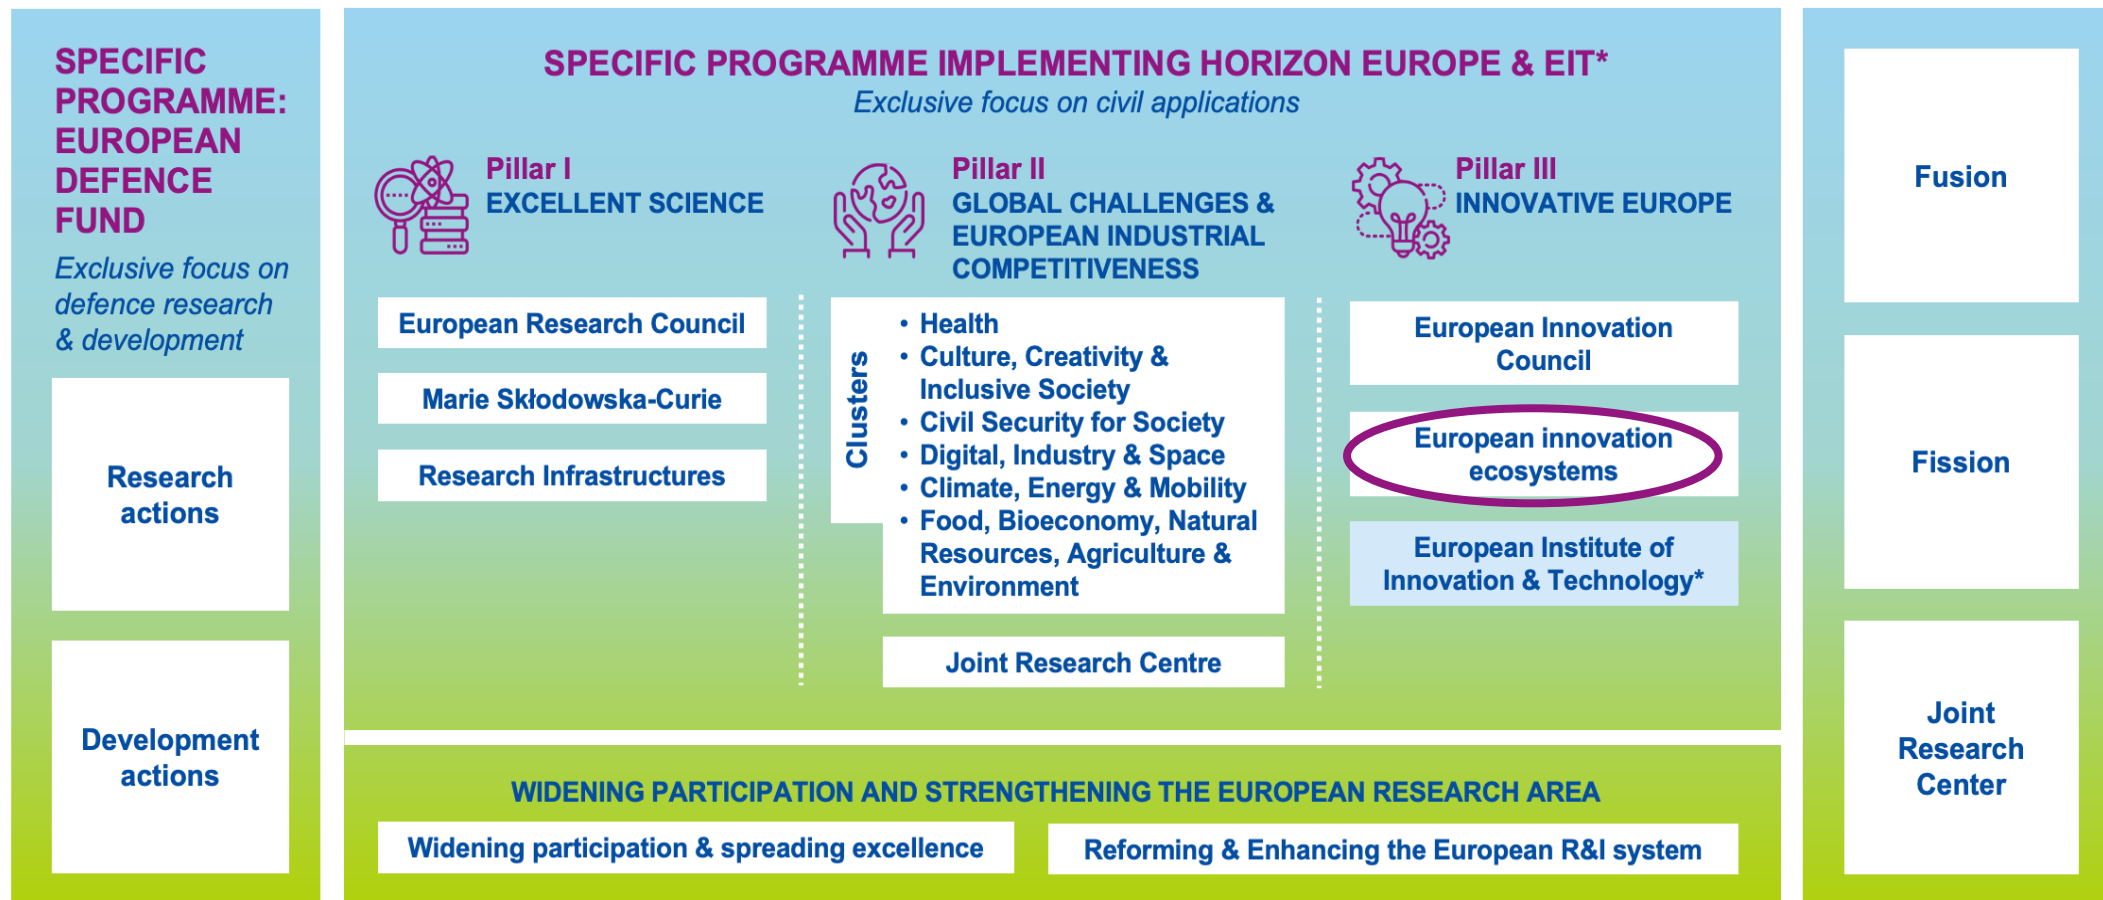 SPECIFIC
PROGRAMME:
EUROPEAN
DEFENCE
FUND
Exclusive focus on
defence research
& development
Research
actions
Development
actions
SPECIFIC PROGRAMME IMPLEMENTING HORIZON EUROPE & EIT*
Exclusive focus on civil applications
Pillar I
EXCELLENT SCIENCE
European Research Council
Marie Skłodowska-Curie
Research Infrastructures
Pillar II
GLOBAL CHALLENGES &
EUROPEAN INDUSTRIAL
COMPETITIVENESS
Clusters
• Health
• Culture, Creativity &
Inclusive Society
• Civil Security for Society
• Digital, Industry & Space
• Climate, Energy & Mobility
• Food, Bioeconomy, Natural
Resources, Agriculture &
Environment
Joint Research Centre
Pillar III
INNOVATIVE EUROPE
European Innovation
Council
European innovation
ecosystems
European Institute of
Innovation & Technology*
WIDENING PARTICIPATION AND STRENGTHENING THE EUROPEAN RESEARCH AREA
Widening participation & spreading excellence
Reforming & Enhancing the European R&I system
Fusion
Fission
Joint
Research
Center